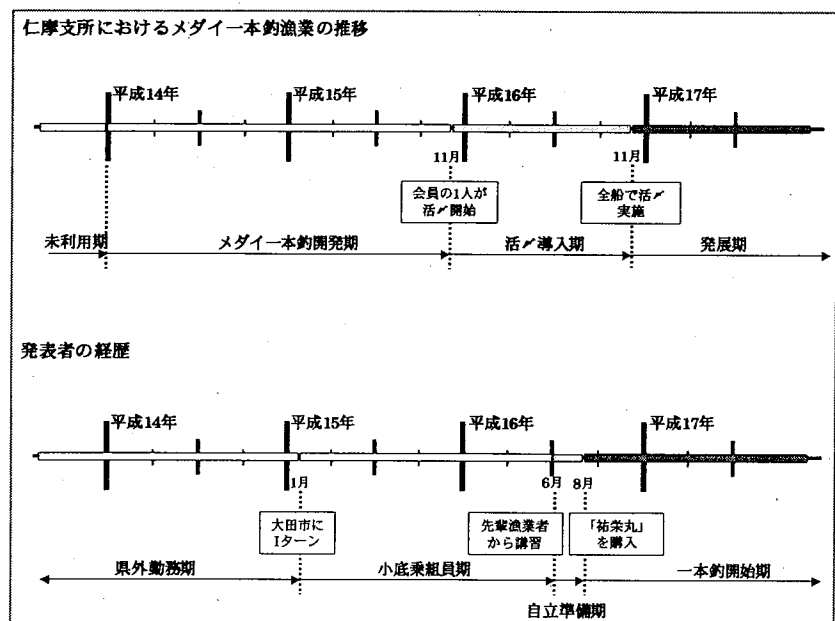 仁摩支所におけるメダイ一本釣漁業の推移
平成14年 平成15年 平成16年 平成17年
11月 11月
会員の1人が
活〆開始
全船で活〆
実施
未利用期 メダイ一本釣開発期 活〆導入期 発展期
発表者の経歴
平成14年 平成15年 平成16年 平成17年
1月 6月 8月
大田市に
Iターン
先輩漁業者
から講習
「祐栄丸」
を購入
県外勤務期 小底乗組員期 一本釣開始期
自立準備期